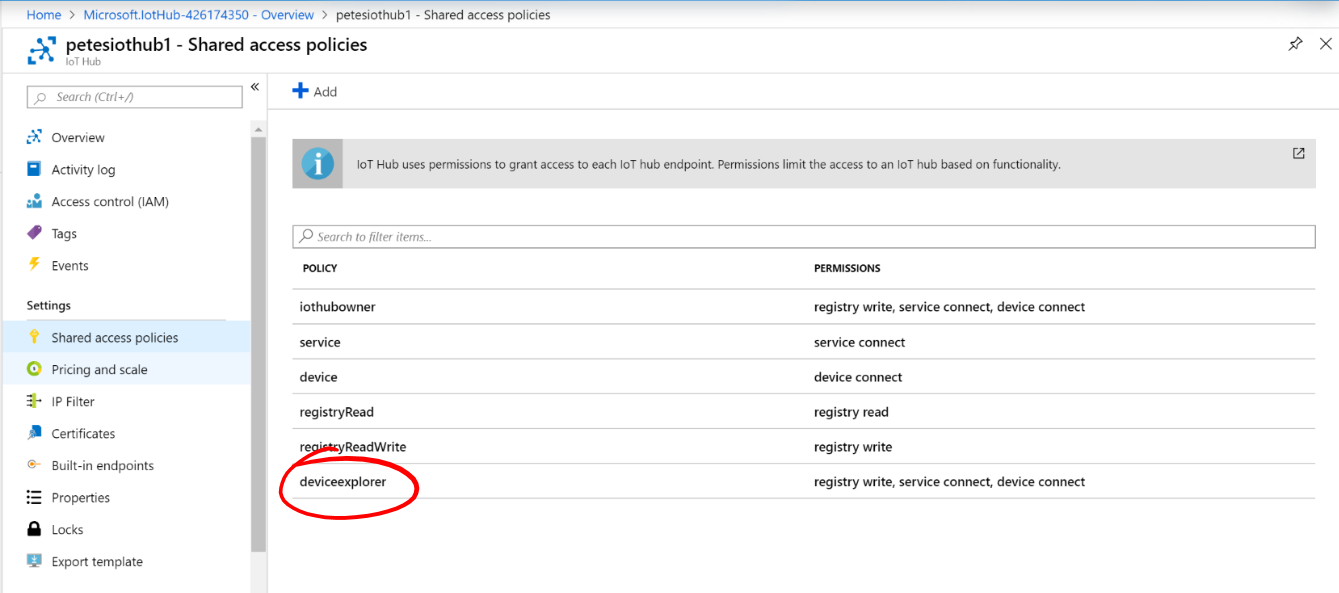 Home > Microsoft.IotHub-426174350 - Overview > petesiothub1 - Shared access policies
petesiothub1 - Shared access policies
IoT Hub
Search (Ctrl+/)
«
Add
Overview
Activity log
Access control (IAM)
Tags
Events
Settings
Shared access policies
Pricing and scale
IP Filter
Certificates
Built-in endpoints
Properties
Locks
Export template
IoT Hub uses permissions to grant access to each IoT hub endpoint. Permissions limit the access to an IoT hub based on functionality.
Search to filter items...
POLICY PERMISSIONS
iothubowner registry write, service connect, device connect
service service connect
device device connect
registryRead registry read
registryReadWrite registry write
deviceexplorer registry write, service connect, device connect